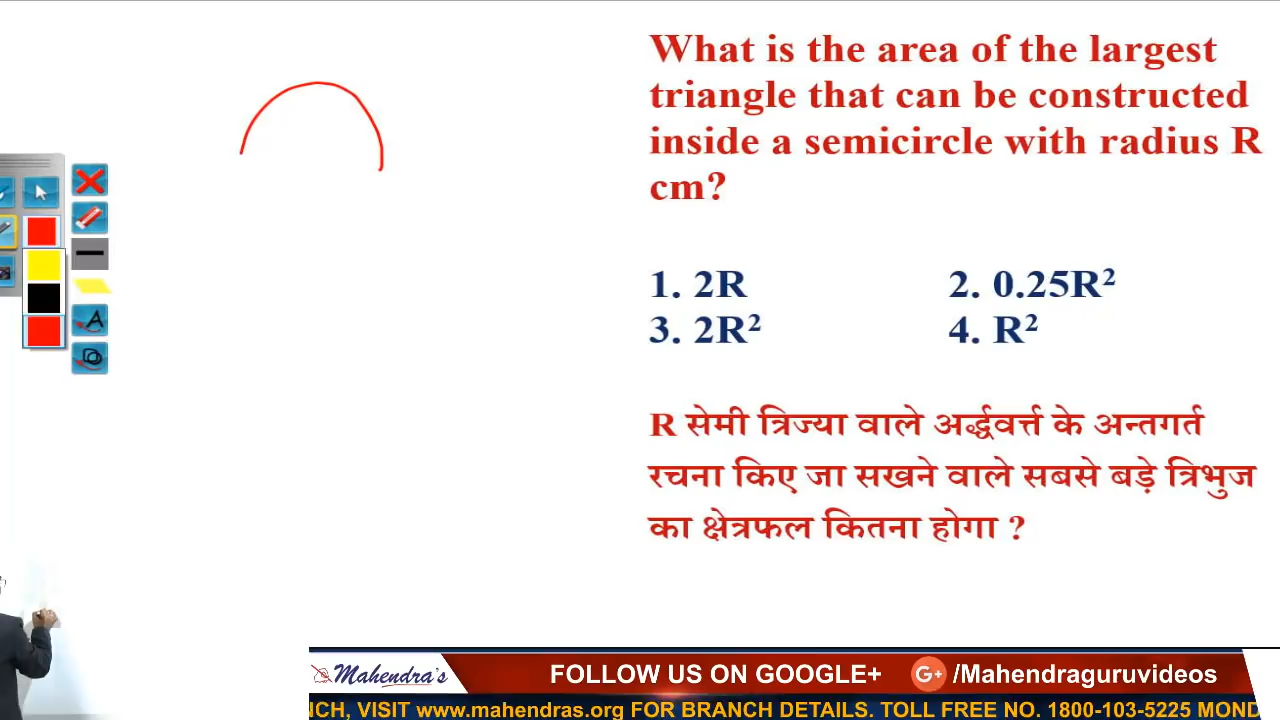 What is the area of the largest
triangle that can be constructed
inside a semicircle with radius R
cm?
1. 2R 2. 0.25R²
3. 2R² 4. R²
R सेमी त्रिज्या वाले अर्द्धवर्त्त के अन्तगर्त
रचना किए जा सखने वाले सबसे बड़े त्रिभुज
का क्षेत्रफल कितना होगा ?
A
Mahendra's FOLLOW US ON GOOGLE+ G+ /Mahendraguruvideos
NCH, VISIT www.mahendras.org FOR BRANCH DETAILS. TOLL FREE NO. 1800-103-5225 MOND